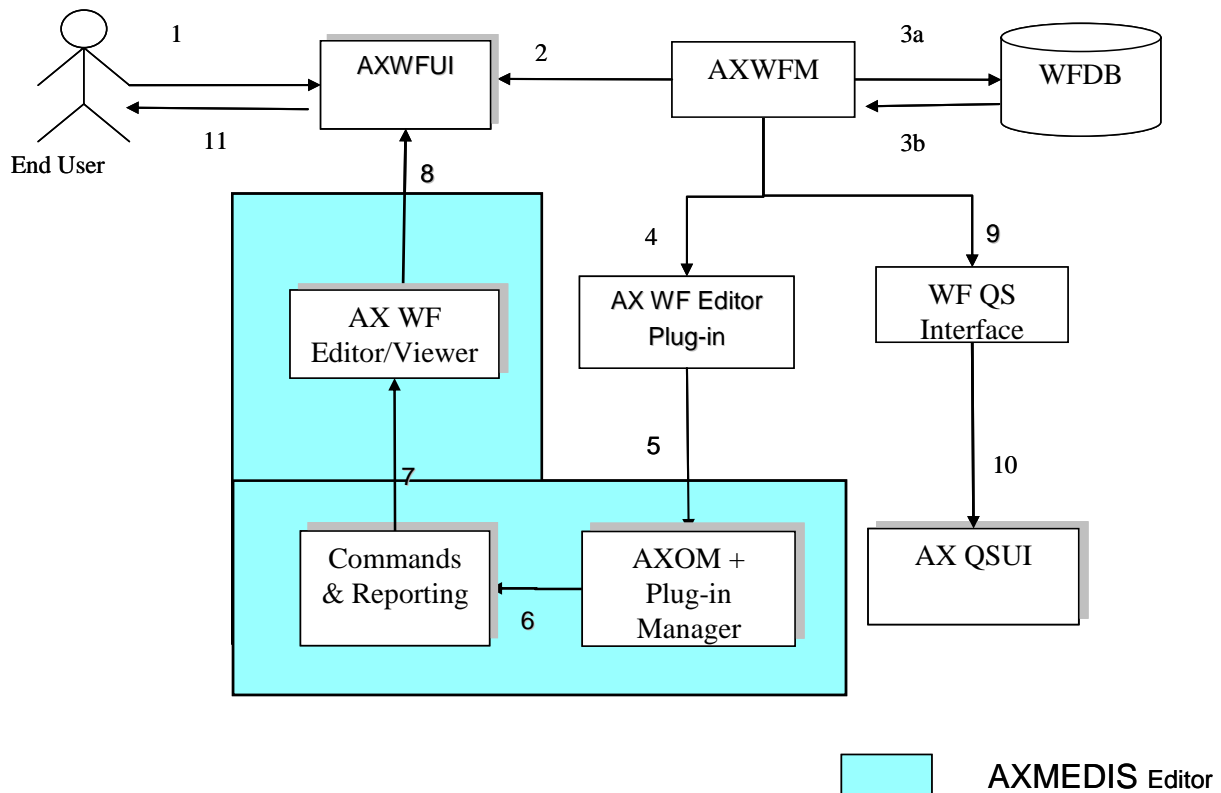 1
AXWFUI
2
AXWFM
3a
WFDB
11
3b
End User
8
4
9
AX WF Editor
Plug-in
WF QS
Interface
AX WF
Editor/Viewer
5
7
10
Commands
& Reporting
6
AXOM +
Plug-in
Manager
AX QSUI
AXMEDIS Editor